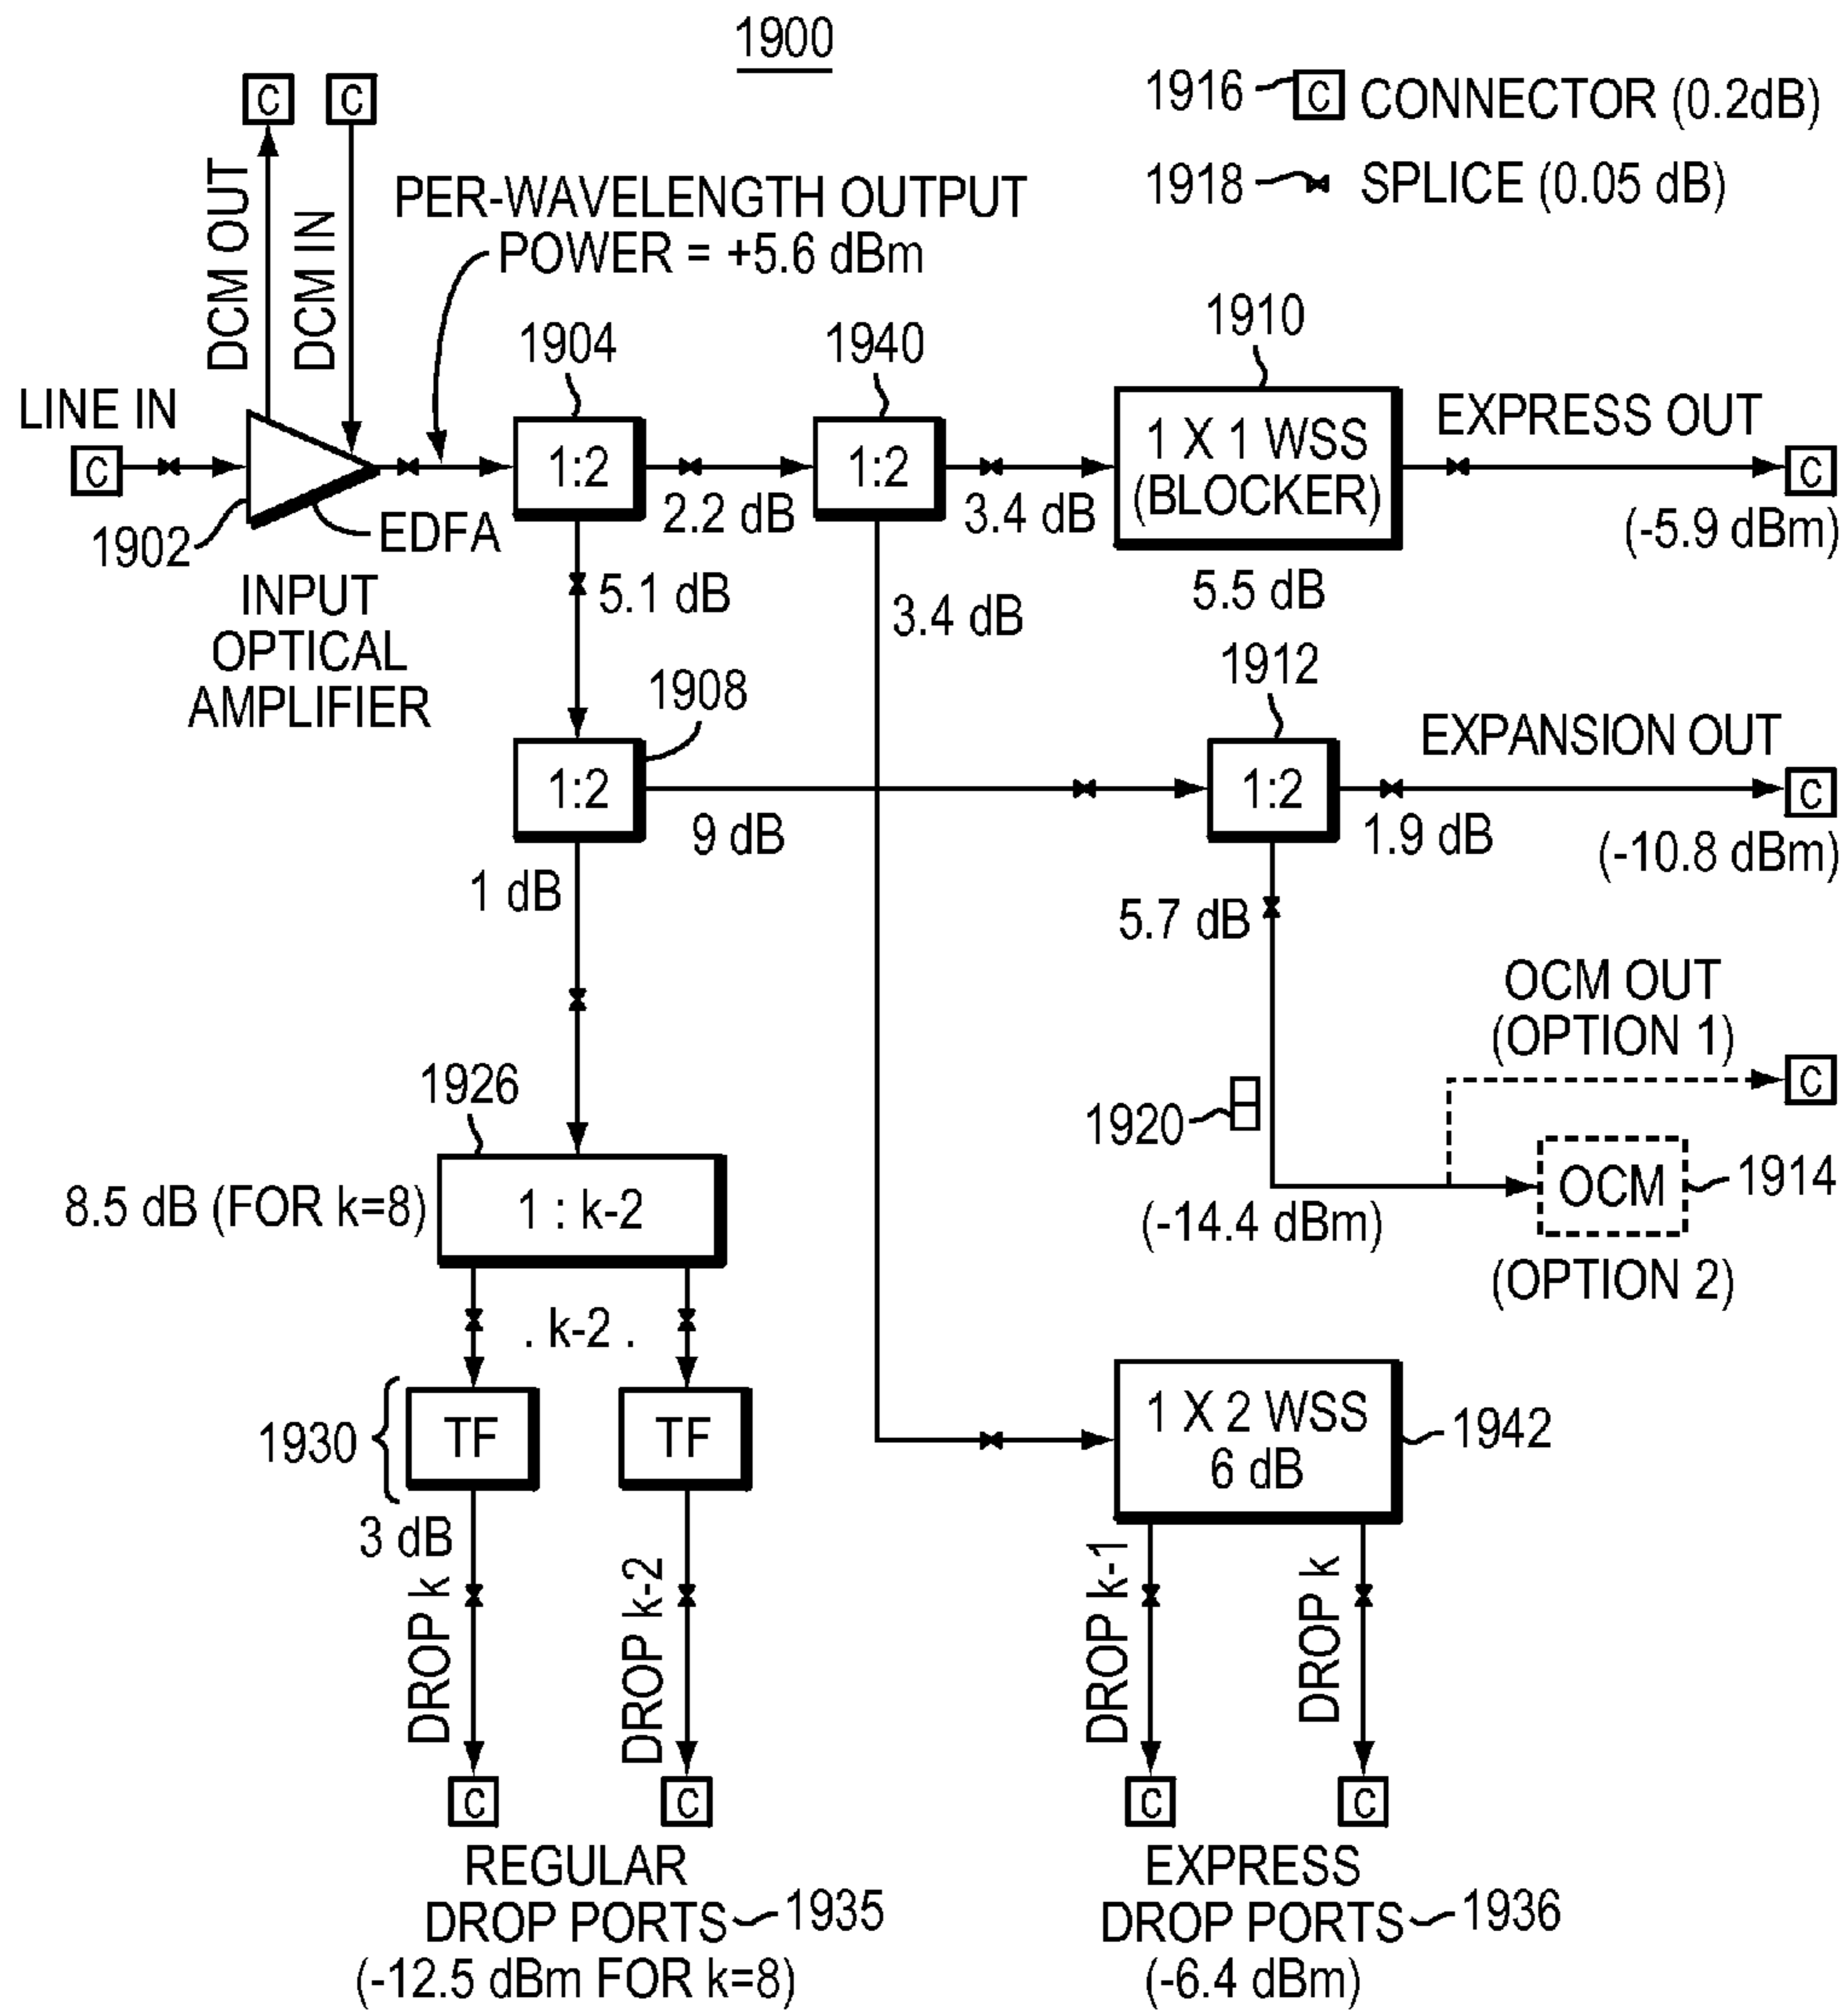 1900
1916 C CONNECTOR (0.2dB)
1918 SPLICE (0.05 dB)
C C
DCM OUT
DCM IN
PER-WAVELENGTH OUTPUT
POWER = +5.6 dBm
LINE IN
C
1902
EDFA
INPUT
OPTICAL
AMPLIFIER
1904
1:2
2.2 dB
5.1 dB
1940
1:2
3.4 dB
3.4 dB
1910
1 X 1 WSS
(BLOCKER)
5.5 dB
EXPRESS OUT
C
(-5.9 dBm)
1908
1:2
9 dB
1 dB
1912
1:2
1.9 dB
5.7 dB
EXPANSION OUT
C
(-10.8 dBm)
OCM OUT
(OPTION 1)
C
1920
OCM
1914
(-14.4 dBm)
(OPTION 2)
1926
8.5 dB (FOR k=8)
1 : k-2
. k-2 .
1930
TF TF
3 dB
DROP k
DROP k-2
C C
REGULAR
DROP PORTS 1935
(-12.5 dBm FOR k=8)
1 X 2 WSS
6 dB
1942
DROP k-1
DROP k
C C
EXPRESS
DROP PORTS 1936
(-6.4 dBm)